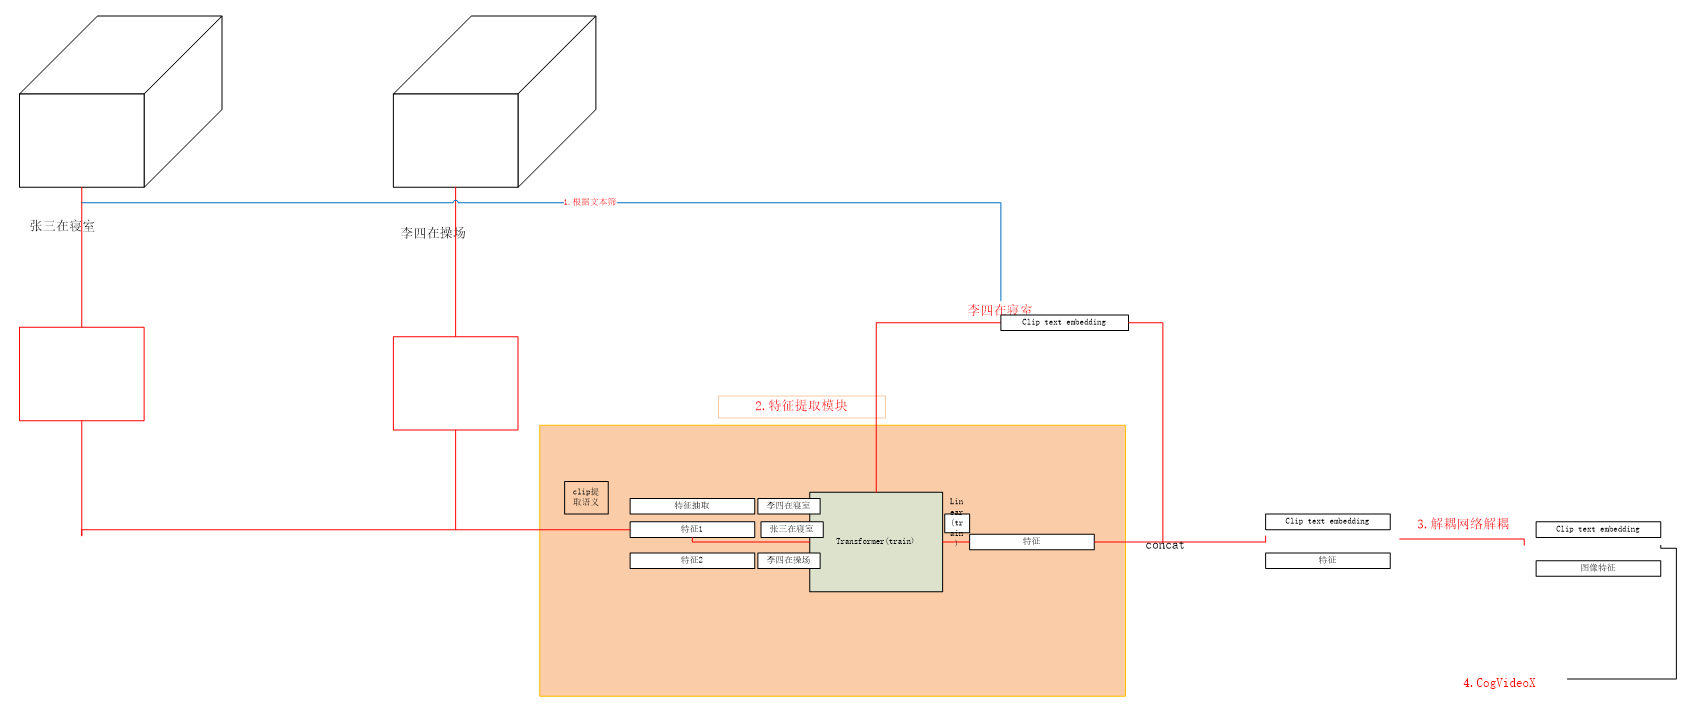 1.根据文本筛
张三在寝室
李四在操场
李四在寝室
Clip text embedding
2.特征提取模块
clip提
取语义
特征抽取
李四在寝室
特征1
张三在寝室
特征2
李四在操场
Transformer(train)
Lin
ear
(tr
ain
)
特征
concat
Clip text embedding
特征
3.解耦网络解耦
Clip text embedding
图像特征
4.CogVideoX